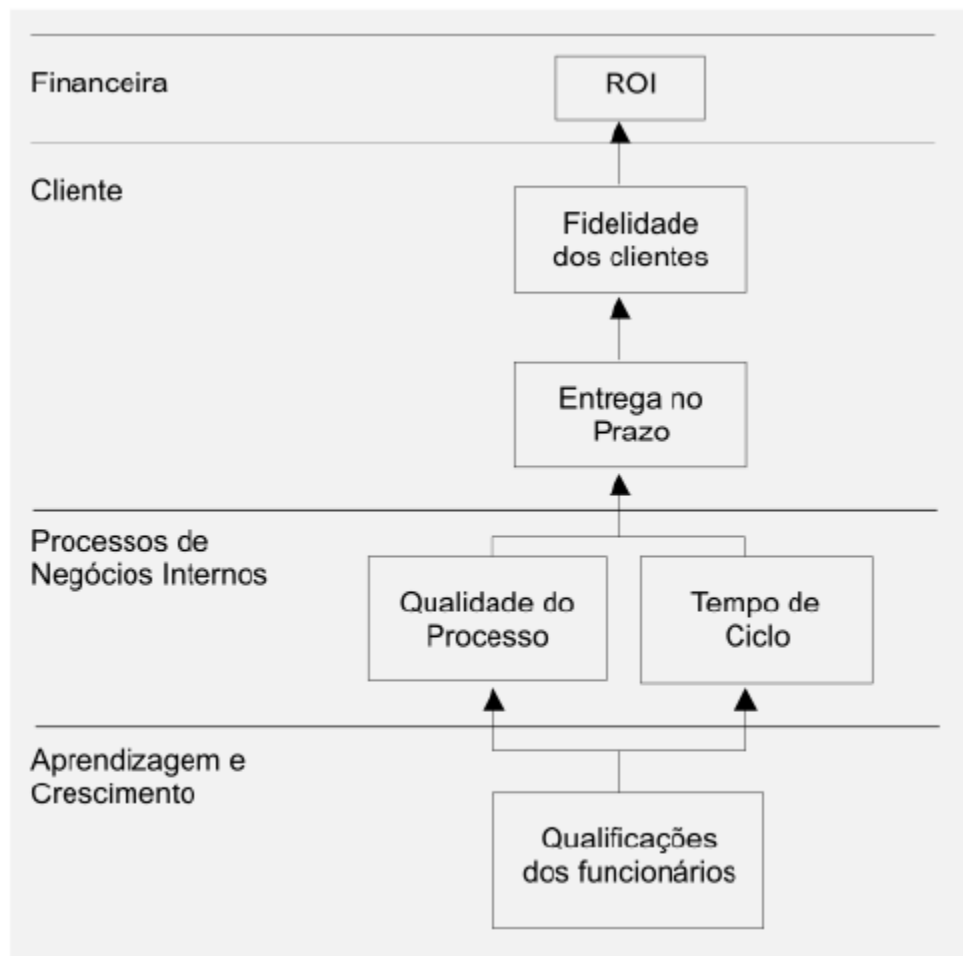 Financeira
ROI
Cliente
Fidelidade
dos clientes
Entrega no
Prazo
Processos de
Negócios Internos
Qualidade do
Processo
Tempo de
Ciclo
Aprendizagem e
Crescimento
Qualificações
dos funcionários